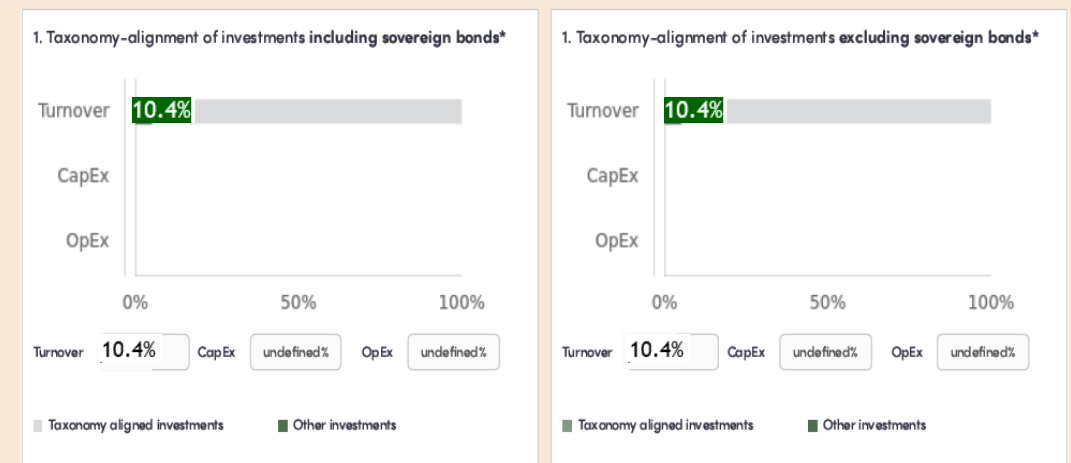 1. Taxonomy-alignment of investments including sovereign bonds*
Turnover 10.4%
CapEx
OpEx
0% 50% 100%
Turnover 10.4% CapEx undefined% OpEx undefined%
Taxonomy aligned investments Other investments
1. Taxonomy-alignment of investments excluding sovereign bonds*
Turnover 10.4%
CapEx
OpEx
0% 50% 100%
Turnover 10.4% CapEx undefined% OpEx undefined%
Taxonomy aligned investments Other investments